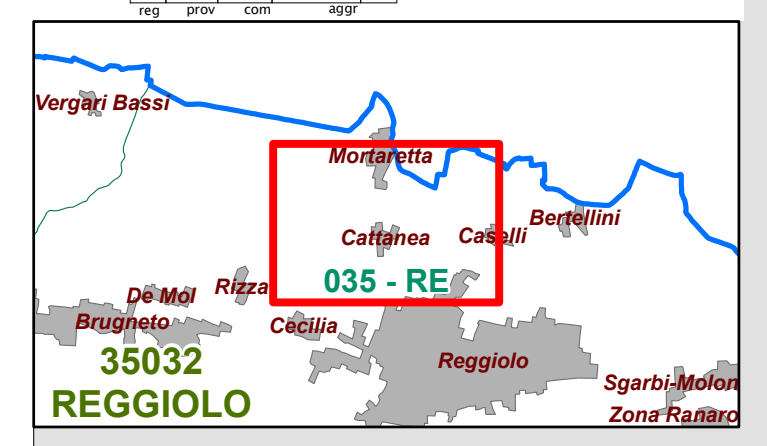 reg prov com aggr
Vergari Bassi
Mortaretta
Bertellini
Cattanea
Caselli
035 - RE
Rizza
De Mol
Brugneto
Cecilia
35032
REGGIOLO
Reggiolo
Sgarbi-Molon
Zona Ranaro